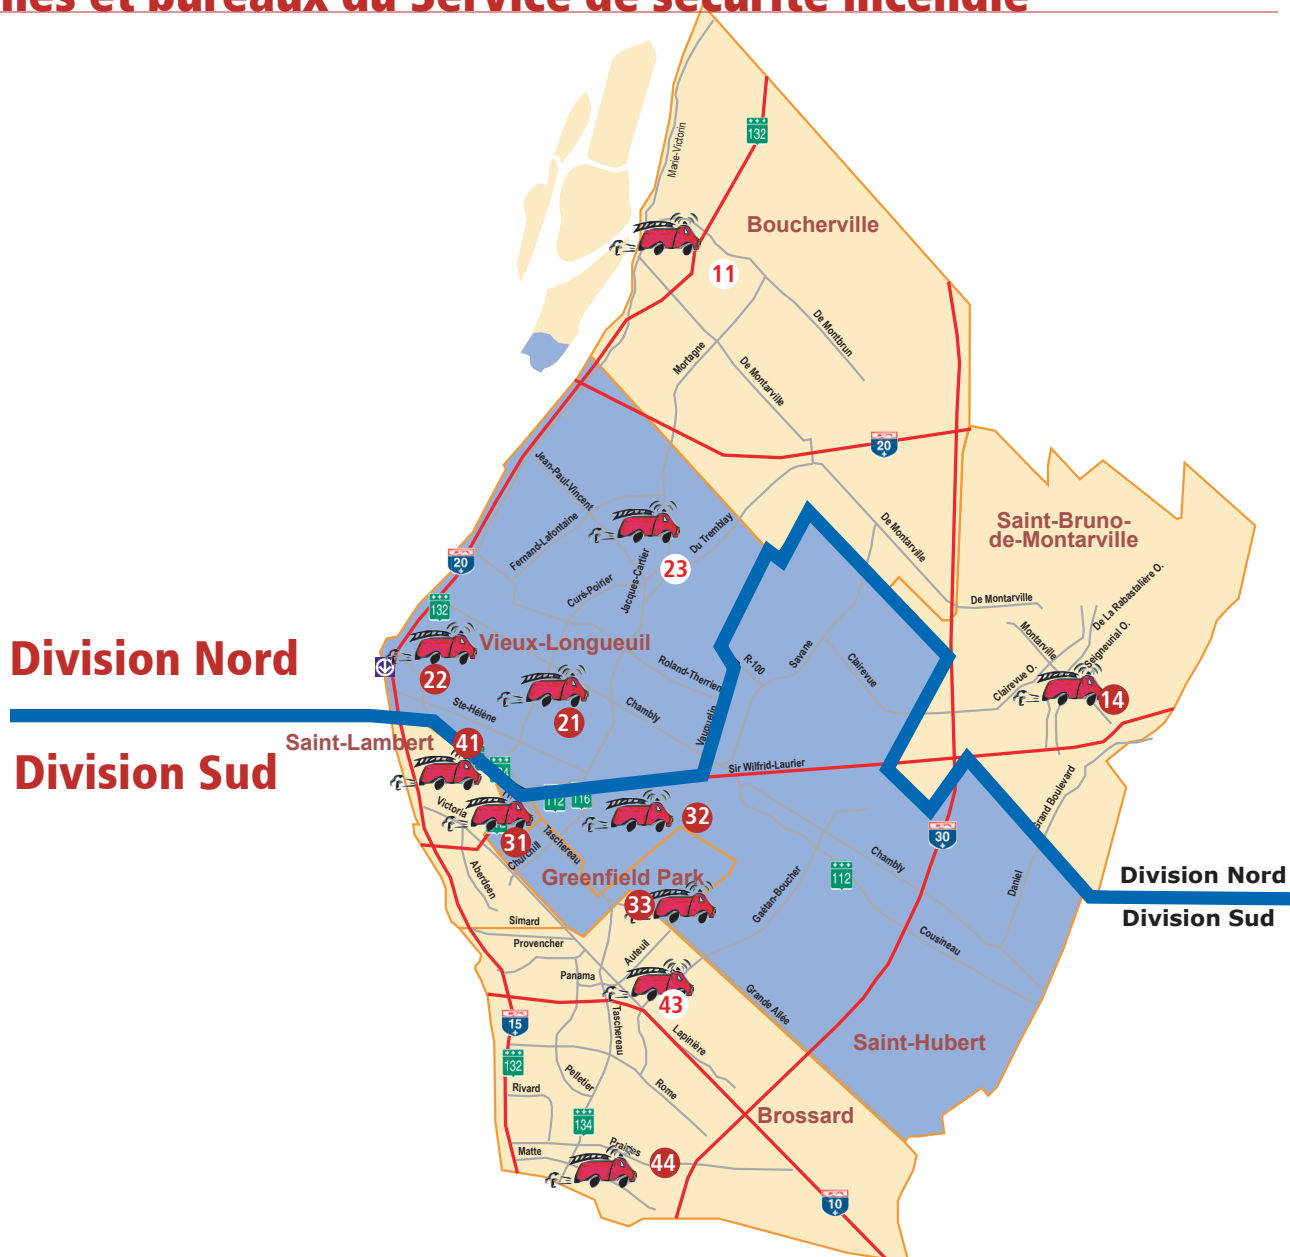 et bureaux du Service de sécurité incendie
132
Marie-Victorin
Boucherville
11
De Montbrun
Mortagne
De Montarville
20
Jean-Paul-Vincent
Saint-Bruno-
de-Montarville
Fernand-Lafontaine
Du Tremblay
De Montarville
20
23
Curé-Poirier
Jacques-Cartier
De La Rabastalière O.
132
De Montarville
Montarville
Seigneurial O.
Vieux-Longueuil
Division Nord
22
Roland-Therrien
R-100
Savane
Clairevue
Clairevue O.
14
Ste-Hélène
21
Chambly
Vauquelin
Saint-Lambert
41
Division Sud
Sir Wilfrid-Laurier
112
116
Victoria
32
Grand Boulevard
31
Taschereau
Churchill
30
Chambly
Aberdeen
Greenfield Park
112
Daniel
Division Nord
33
Gaétan-Boucher
Division Sud
Simard
Provencher
Auteuil
Cousineau
Panama
43
Grande Allée
15
Taschereau
Lapinière
Saint-Hubert
132
Pelletier
Rivard
Rome
Brossard
134
Prairies
Matte
44
10